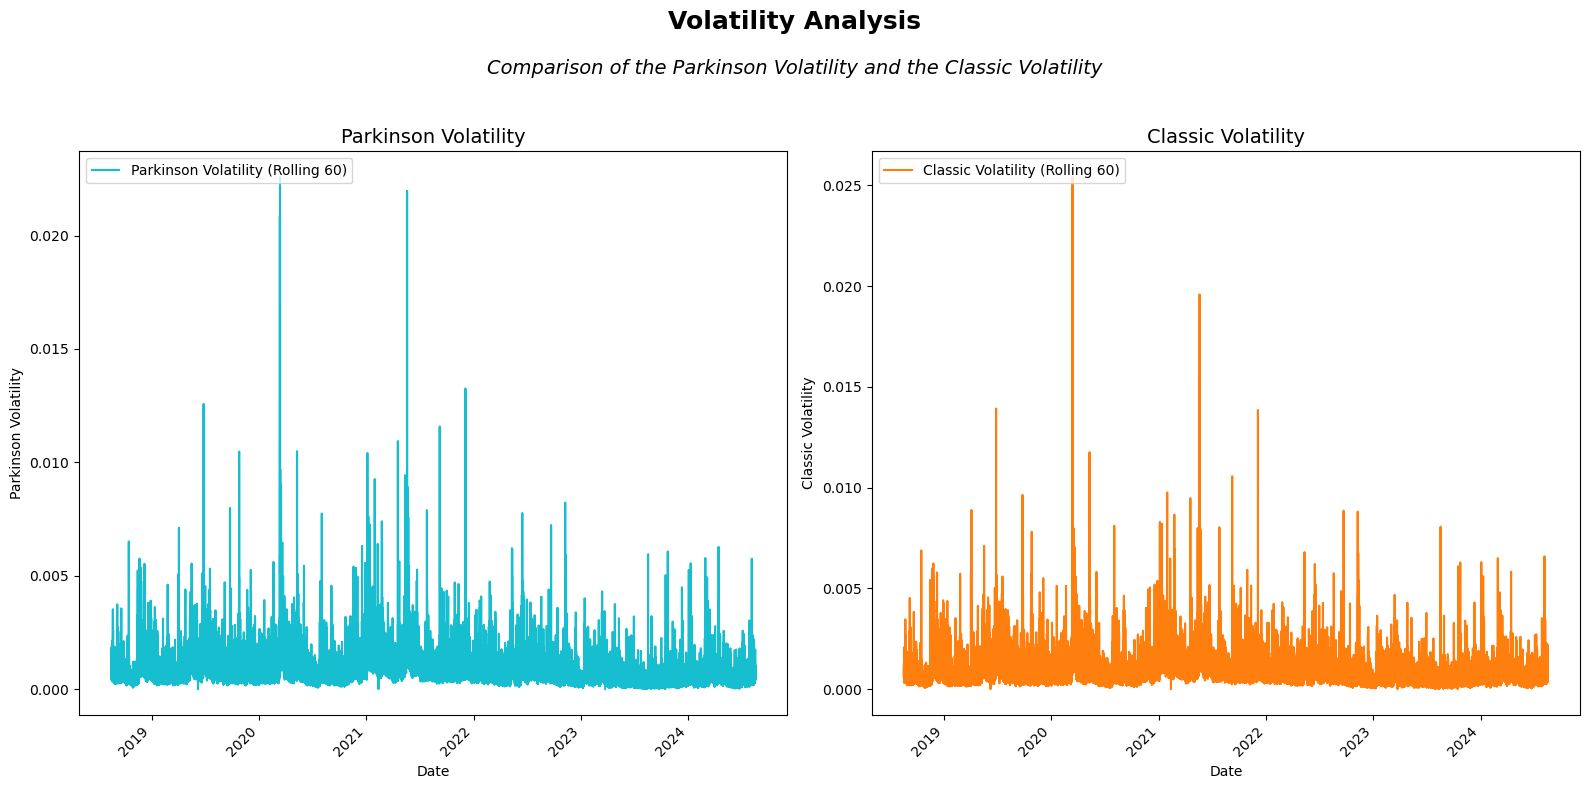 Volatility Analysis
Comparison of the Parkinson Volatility and the Classic Volatility
Parkinson Volatility
Parkinson Volatility (Rolling 60)
Parkinson Volatility
0.020
0.015
0.010
0.005
0.000
2019
2020
2021
2022
2023
2024
Date
Classic Volatility
Classic Volatility (Rolling 60)
Classic Volatility
0.025
0.020
0.015
0.010
0.005
0.000
2019
2020
2021
2022
2023
2024
Date